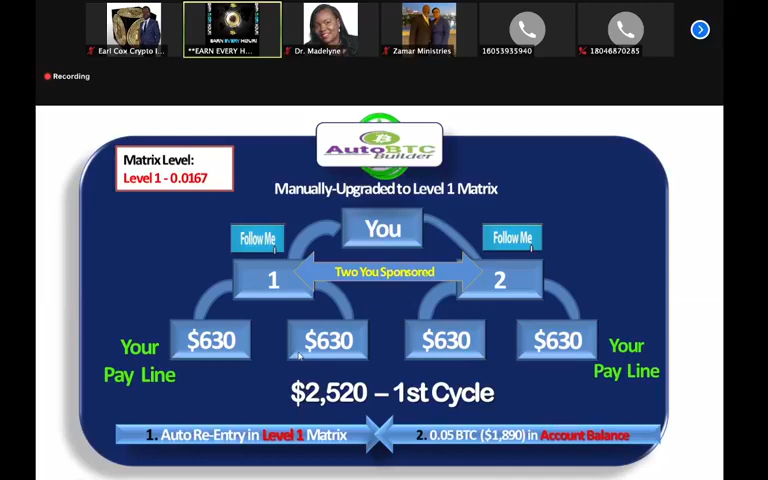 Earl Cox Crypto I...
**EARN EVERY H...
Dr. Madelyne
Zamar Ministries
16053935940
18046870285
EARN EVERY HOUR!
Recording
AutoBTC
Builder
Matrix Level:
Level 1 - 0.0167
Manually-Upgraded to Level 1 Matrix
You
Follow Me
Follow Me
Two You Sponsored
1
2
$630
$630
$630
$630
Your
Pay Line
Your
Pay Line
$2,520 – 1st Cycle
1. Auto Re-Entry in Level 1 Matrix
2. 0.05 BTC ($1,890) in Account Balance